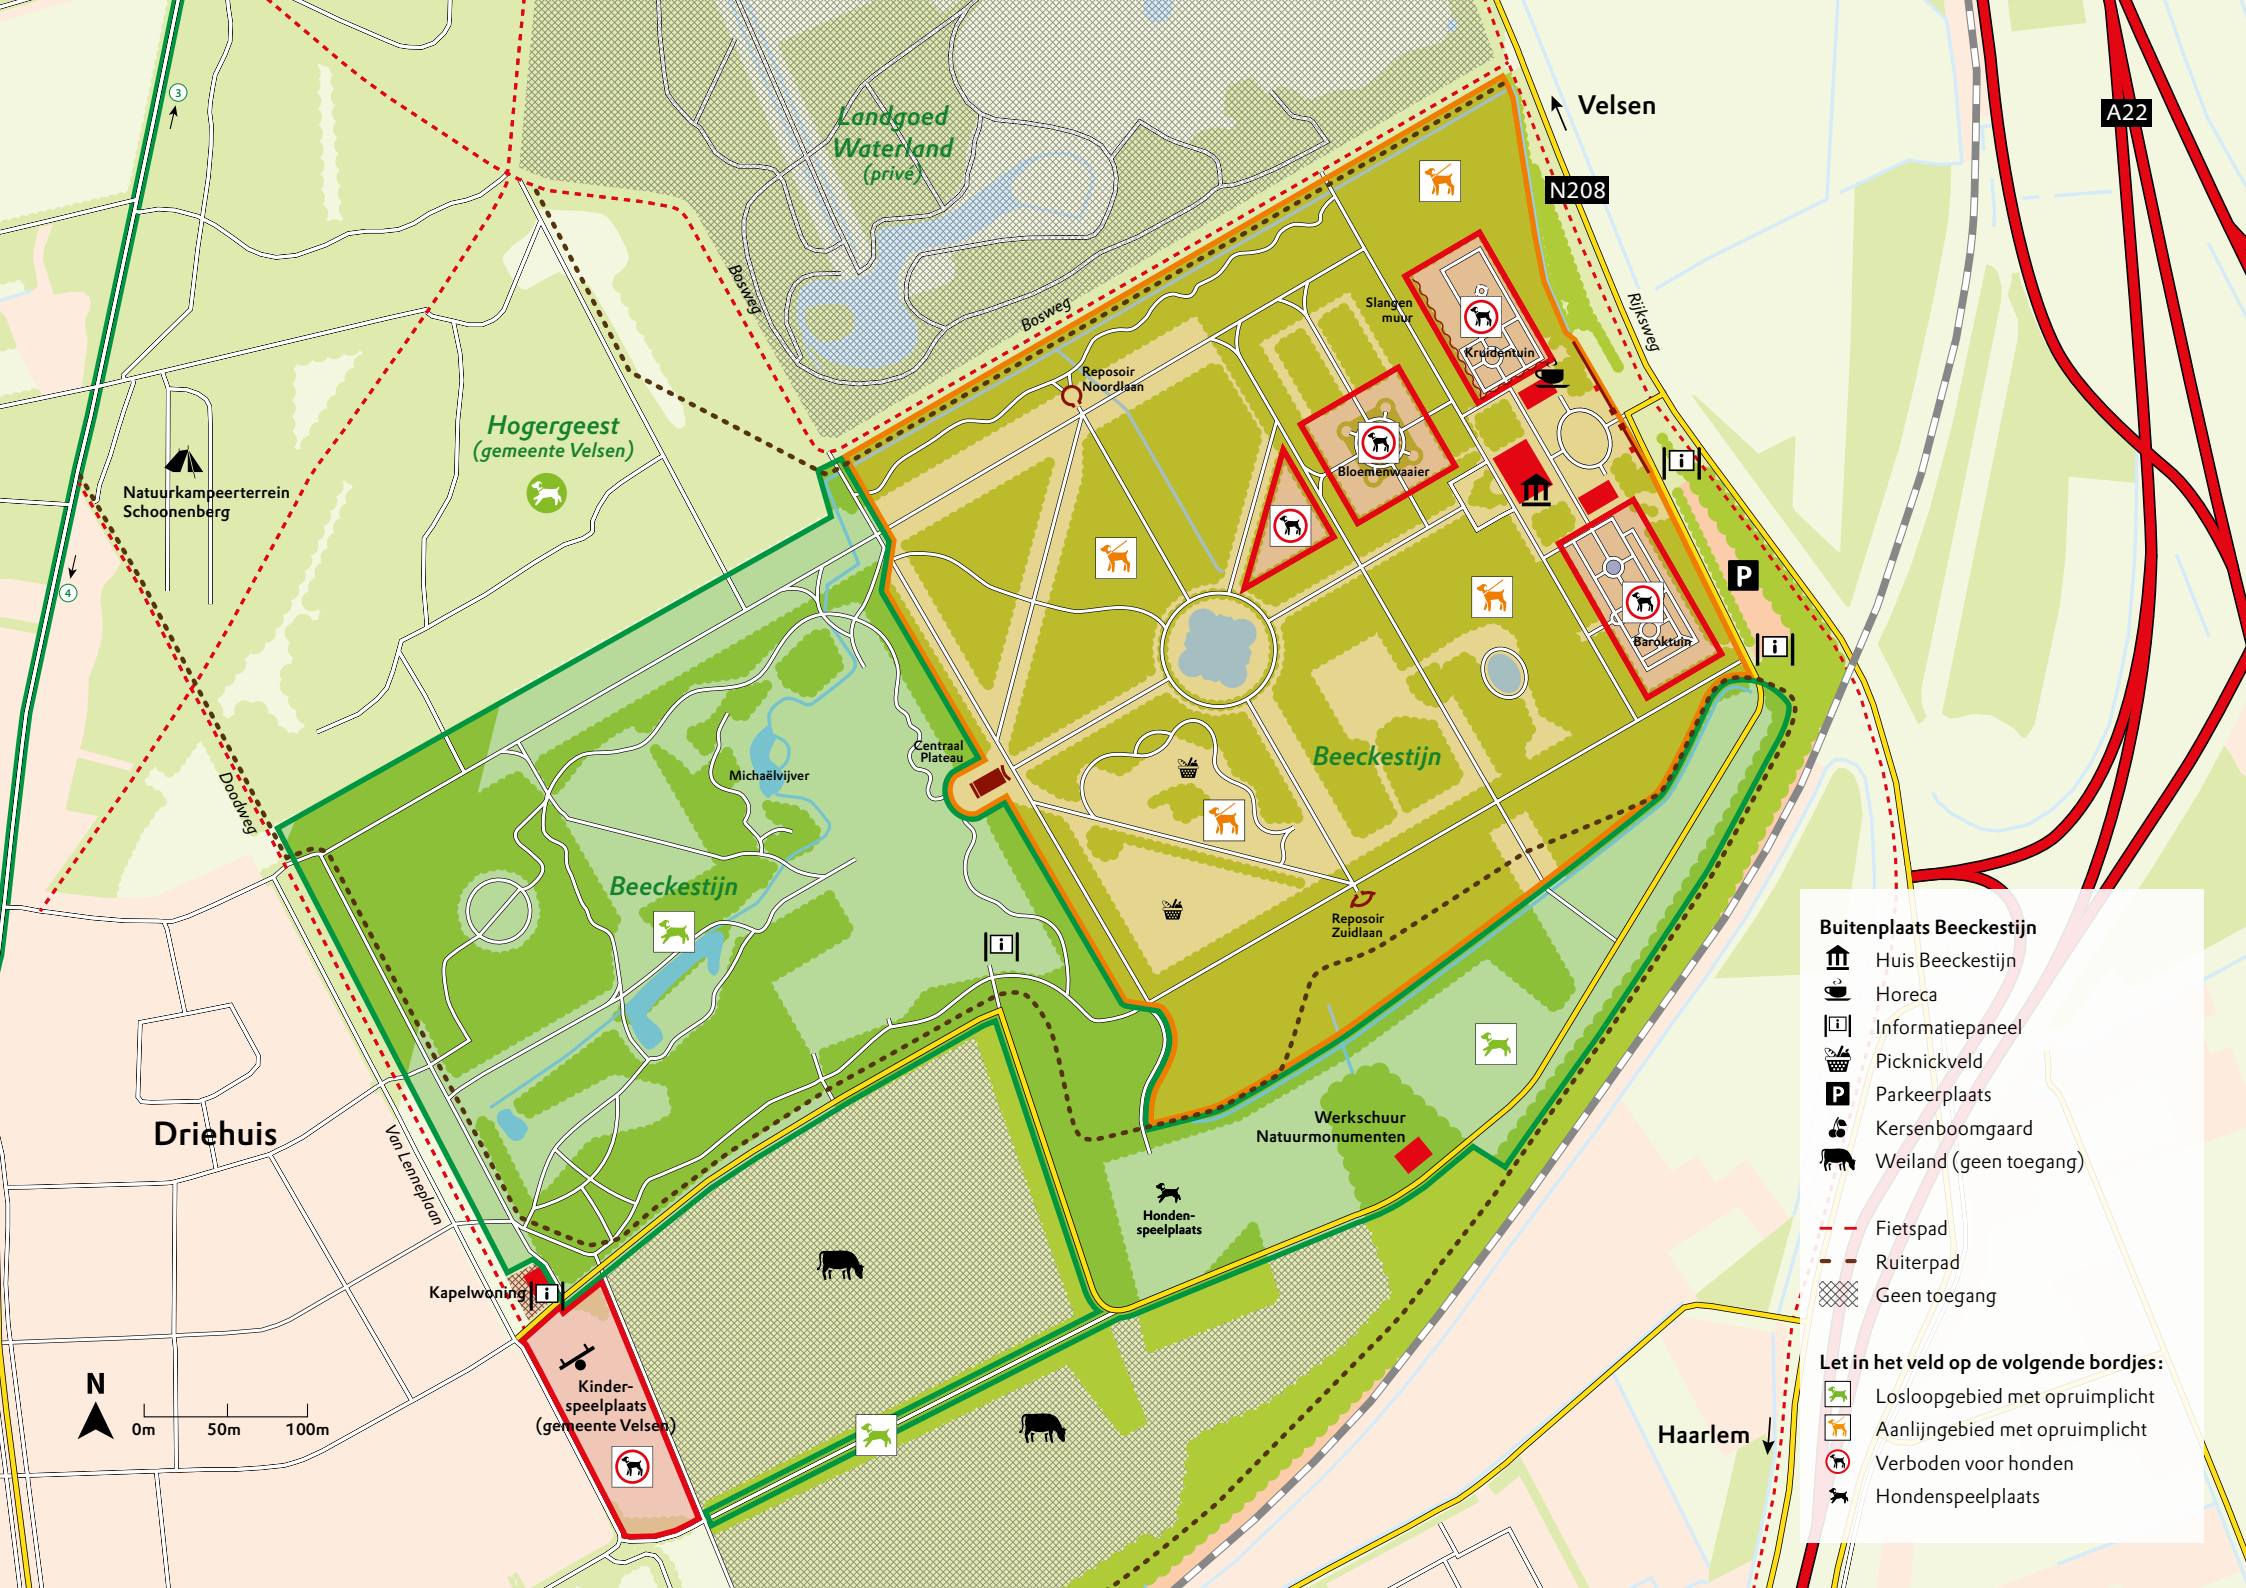 3
Landgoed
Waterland
(privé)
Velsen
A22
N208
Bosweg
Bosweg
Rijksweg
Slangen
muur
Kruidentuin
Reposoir
Noordlaan
Hogergeest
(gemeente Velsen)
Bloemenwaaier
i
Natuurkampeerterrein
Schoonenberg
4
P
Baroktuin
i
Centraal
Plateau
Beeckestijn
Michaëlvijver
Doodweg
Beeckestijn
Reposoir
Zuidlaan
i
Werkschuur
Natuurmonumenten
Driehuis
Van Lenneplaan
Honden-
speelplaats
Kapelwoning
i
Kinder-
speelplaats
(gemeente Velsen)
N
0m 50m 100m
Haarlem
Buitenplaats Beeckestijn
Huis Beeckestijn
Horeca
i Informatiepaneel
Picknickveld
P Parkeerplaats
Kersenboomgaard
Weiland (geen toegang)
Fietspad
Ruiterpad
Geen toegang
Let in het veld op de volgende bordjes:
Losloopgebied met opruimplicht
Aanlijngebied met opruimplicht
Verboden voor honden
Hondenspeelplaats